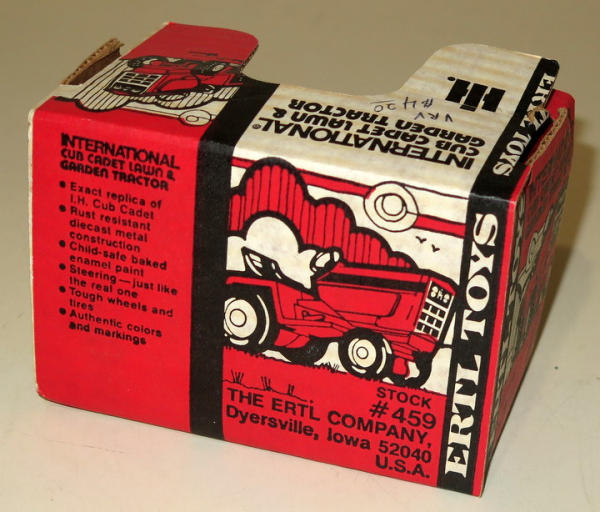 IH.
ERTL TOYS
VRV
#420
INTERNATIONAL®
CUB CADET LAWN &
GARDEN TRACTOR
INTERNATIONAL
CUB CADET LAWN &
GARDEN TRACTOR
• Exact replica of
I.H. Cub Cadet
• Rust resistant
diecast metal
construction
• Child-safe baked
enamel paint
• Steering—just like
the real one
• Tough wheels and
tires
• Authentic colors
and markings
STOCK
#459
THE ERTL COMPANY,
Dyersville, Iowa 52040
U.S.A.
ERTL TOYS